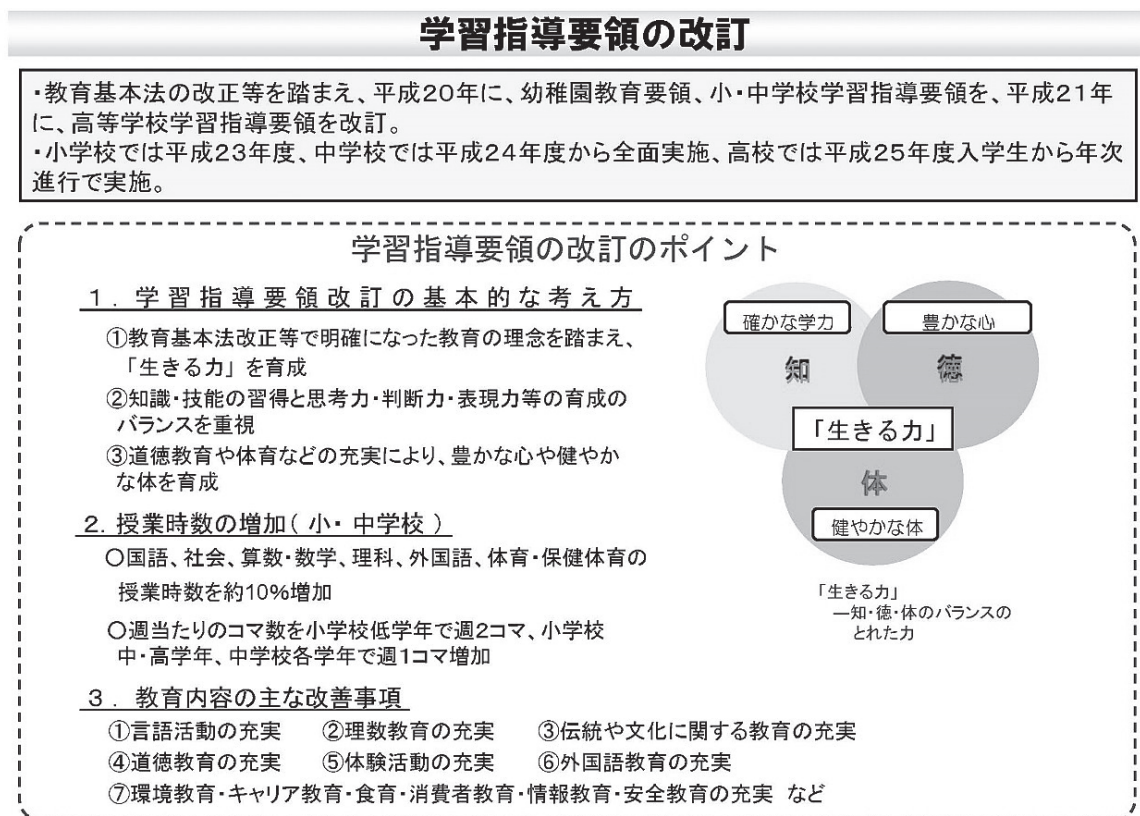 学習指導要領の改訂
・教育基本法の改正等を踏まえ、平成20年に、幼稚園教育要領、小・中学校学習指導要領を、平成21年
に、高等学校学習指導要領を改訂。
・小学校では平成23年度、中学校では平成24年度から全面実施、高校では平成25年度入学生から年次
進行で実施。
学習指導要領の改訂のポイント
１．学習指導要領改訂の基本的な考え方
①教育基本法改正等で明確になった教育の理念を踏まえ、
「生きる力」を育成
②知識・技能の習得と思考力・判断力・表現力等の育成の
バランスを重視
③道徳教育や体育などの充実により、豊かな心や健やか
な体を育成
２．授業時数の増加（小・中学校）
○国語、社会、算数・数学、理科、外国語、体育・保健体育の
授業時数を約10%増加
○週当たりのコマ数を小学校低学年で週2コマ、小学校
中・高学年、中学校各学年で週1コマ増加
３．教育内容の主な改善事項
①言語活動の充実　②理数教育の充実　③伝統や文化に関する教育の充実
④道徳教育の充実　⑤体験活動の充実　⑥外国語教育の充実
⑦環境教育・キャリア教育・食育・消費者教育・情報教育・安全教育の充実 など
確かな学力
豊かな心
知
徳
「生きる力」
体
健やかな体
「生きる力」
―知・徳・体のバランスの
とれた力